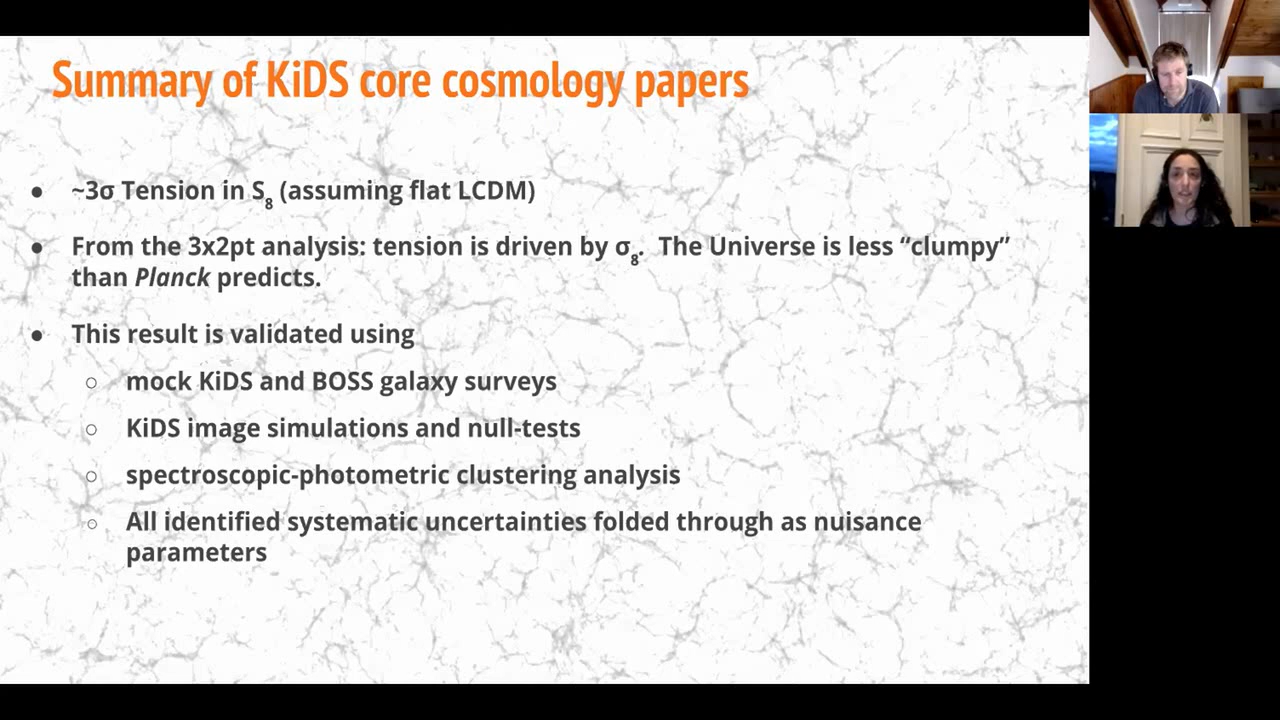 Summary of KiDS core cosmology papers
● ~3σ Tension in S8 (assuming flat LCDM)
● From the 3x2pt analysis: tension is driven by σ8. The Universe is less “clumpy”
than Planck predicts.
● This result is validated using
○ mock KiDS and BOSS galaxy surveys
○ KiDS image simulations and null-tests
○ spectroscopic-photometric clustering analysis
○ All identified systematic uncertainties folded through as nuisance
parameters